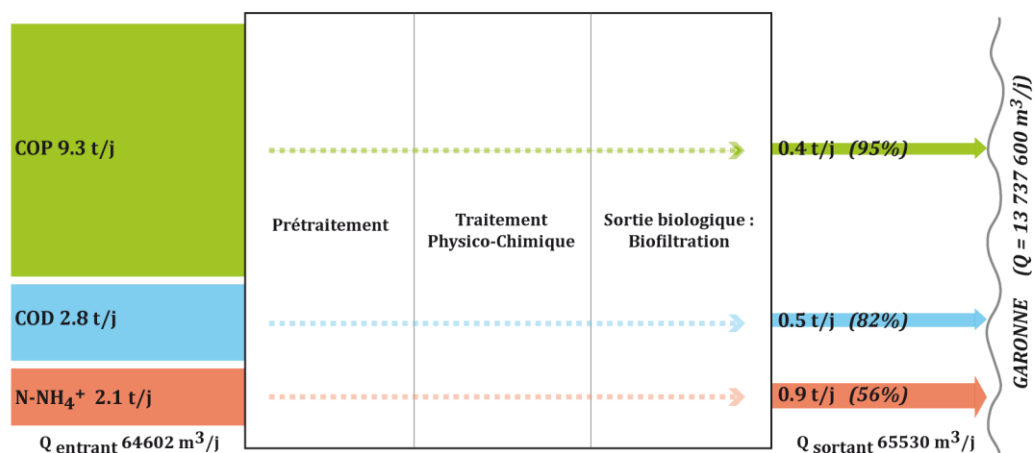 COP 9.3 t/j
0.4 t/j (95%)
Prétraitement
Traitement
Physico-Chimique
Sortie biologique :
Biofiltration
COD 2.8 t/j
0.5 t/j (82%)
N-NH₄⁺ 2.1 t/j
0.9 t/j (56%)
Q entrant 64602 m³/j
Q sortant 65530 m³/j
GARONNE (Q = 13 737 600 m³/j)